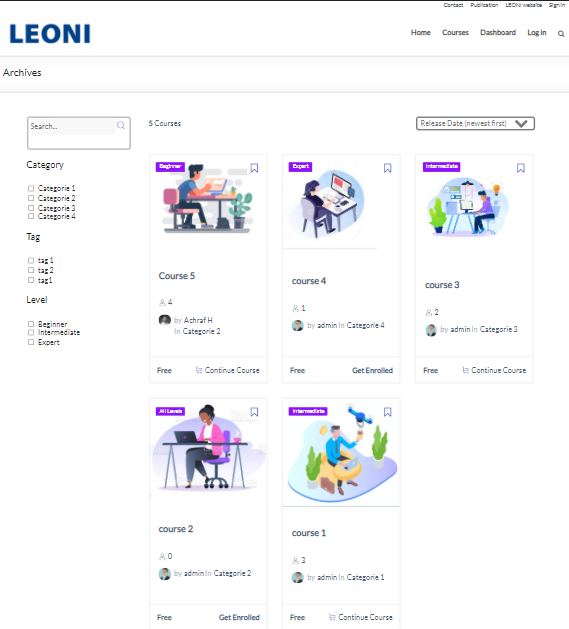 Contact Publication LEONI website Sign In
LEONI
Home Courses Dashboard Log in
Archives
Search...
5 Courses
Release Date (newest first)
Category
Categorie 1
Categorie 2
Categorie 3
Categorie 4
Tag
tag 1
tag 2
tag1
Level
Beginner
Intermediate
Expert
Beginner
Course 5
4
by Achraf H
In Categorie 2
Free Continue Course
Expert
course 4
1
by admin In Categorie 4
Free Get Enrolled
Intermediate
course 3
2
by admin In Categorie 3
Free Continue Course
All Levels
course 2
0
by admin In Categorie 2
Free Get Enrolled
Intermediate
course 1
3
by admin In Categorie 1
Free Continue Course